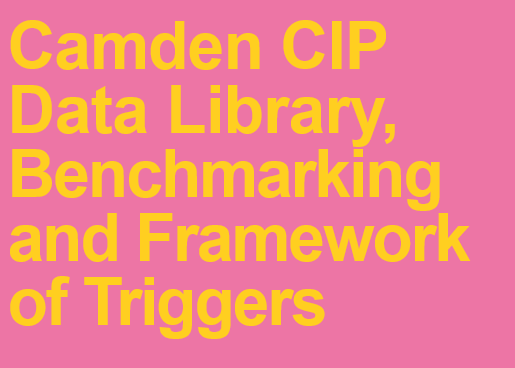 Camden CIP
Data Library,
Benchmarking
and Framework
of Triggers